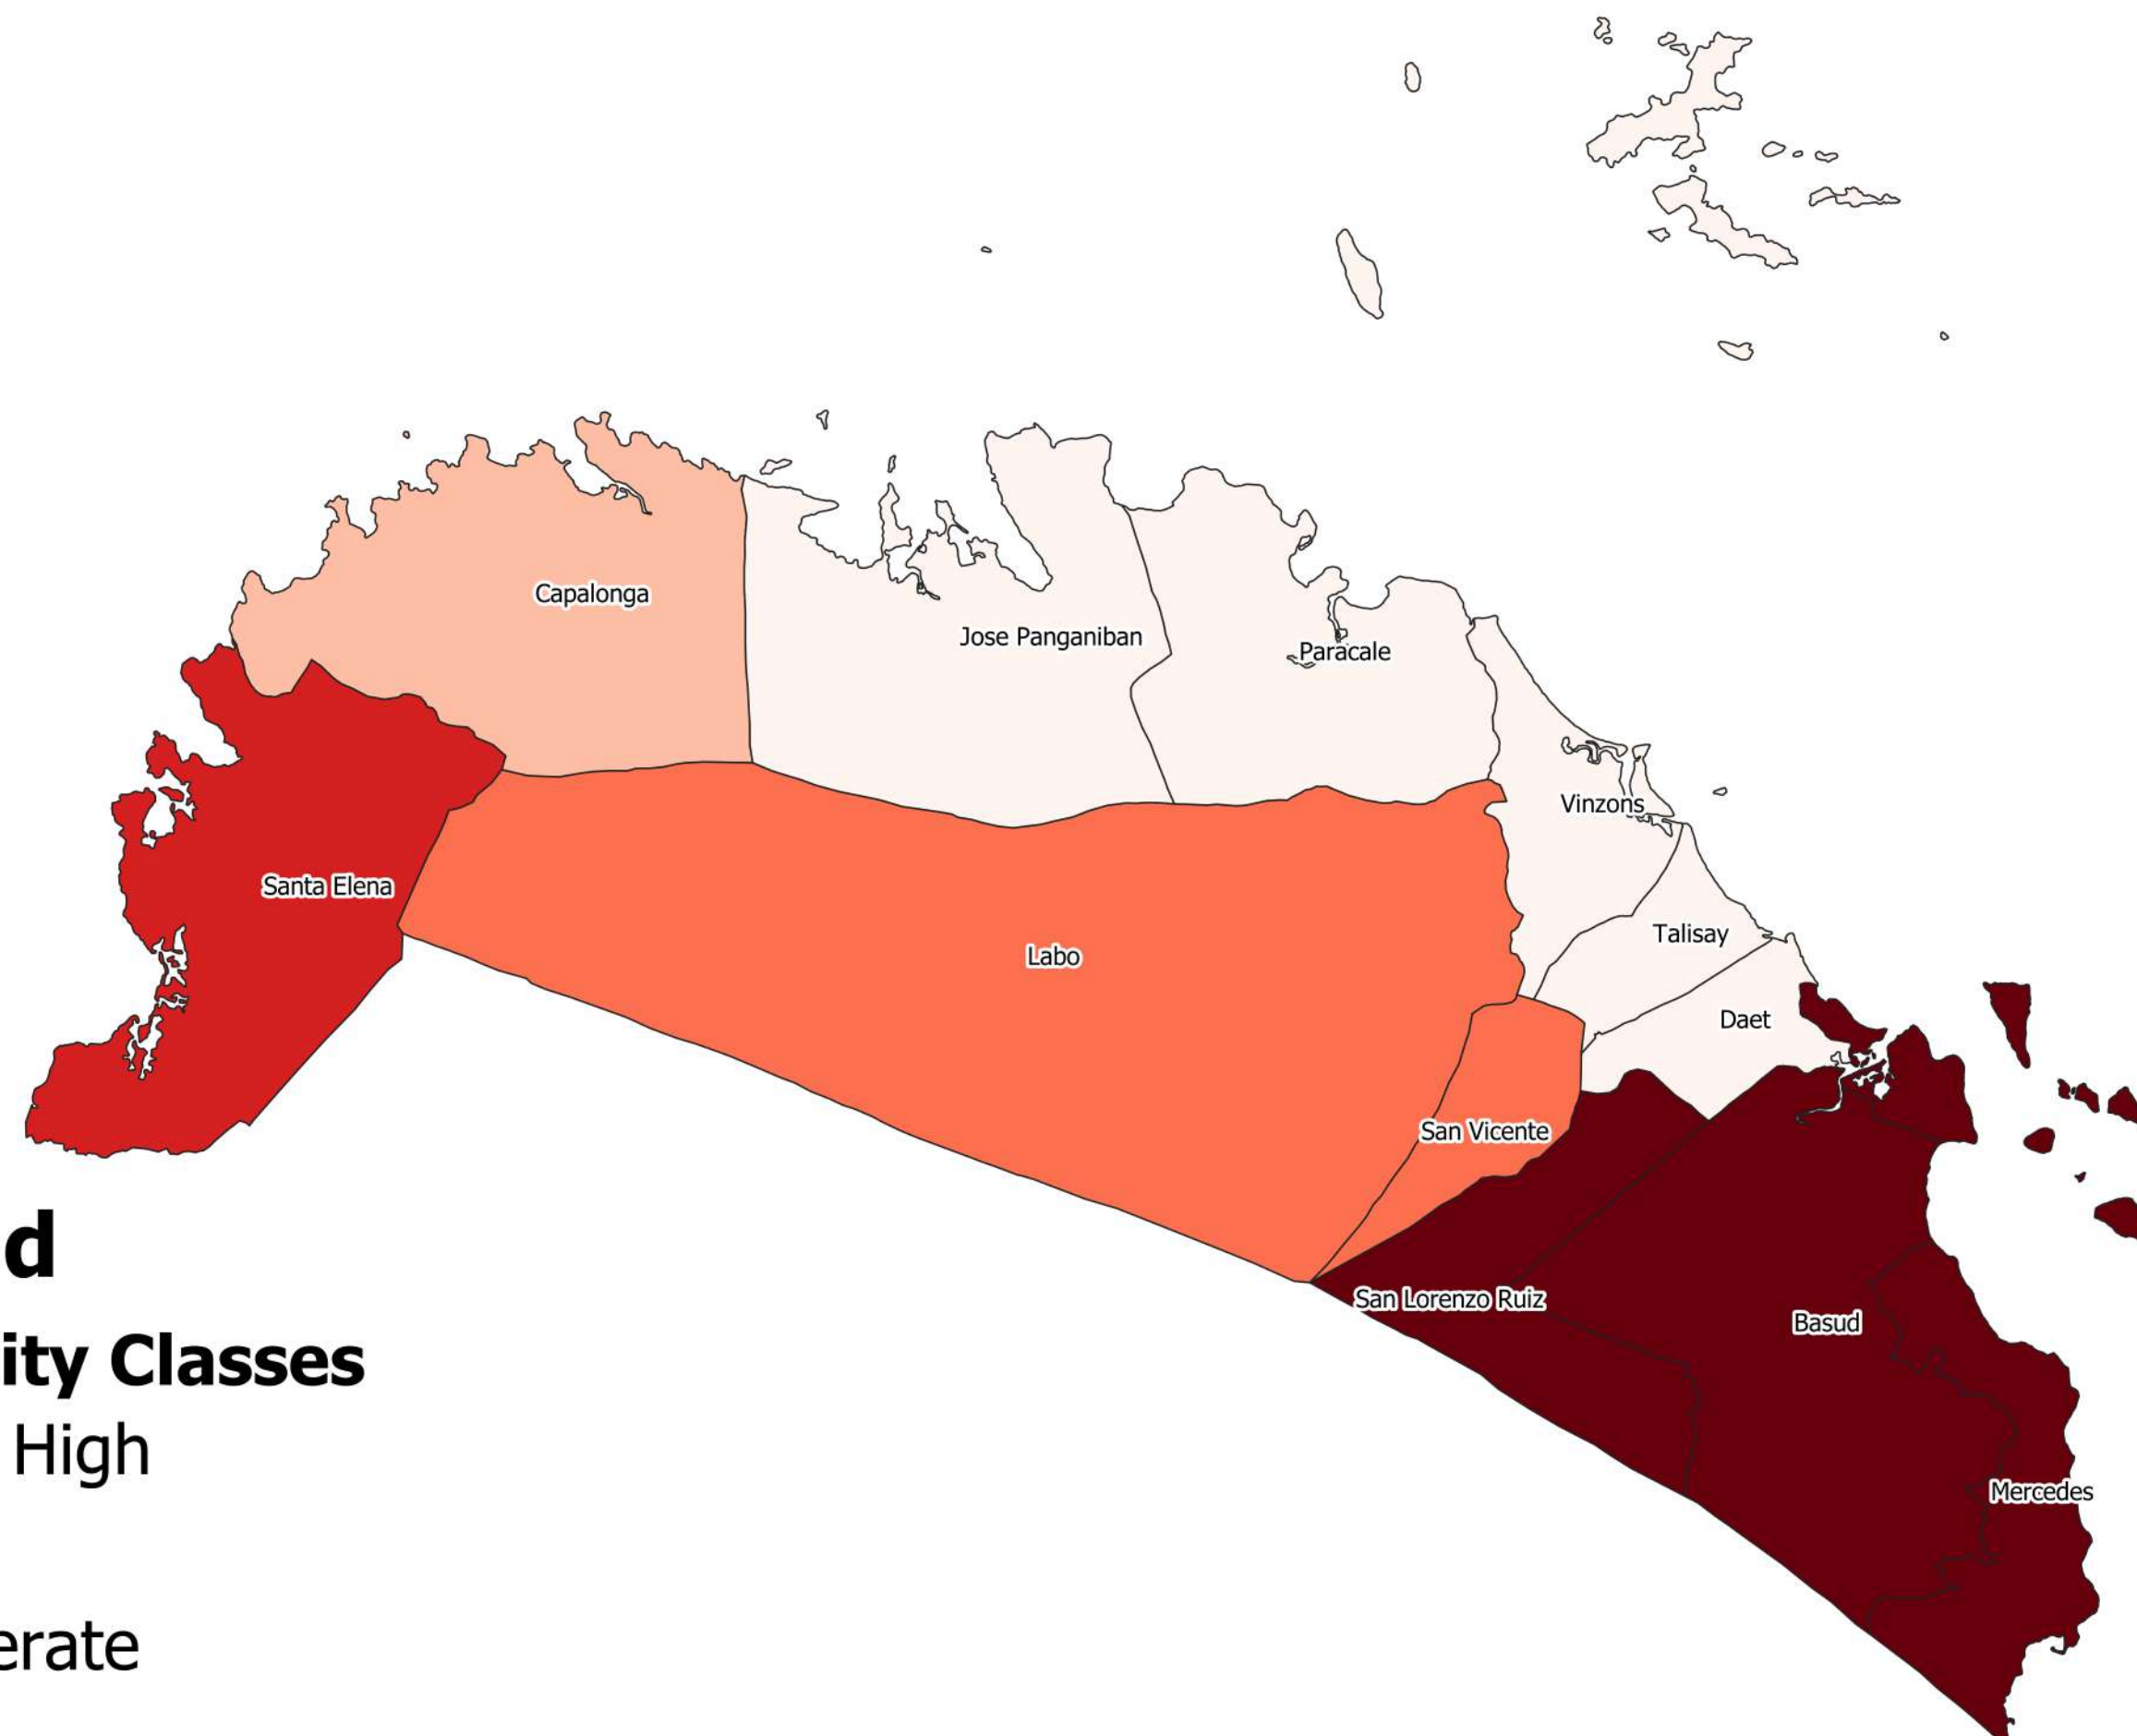 Capalonga
Jose Panganiban
Paracale
Vinzons
Santa Elena
Talisay
Labo
Daet
San Vicente
d
San Lorenzo Ruiz
Basud
ity Classes
High
Mercedes
erate